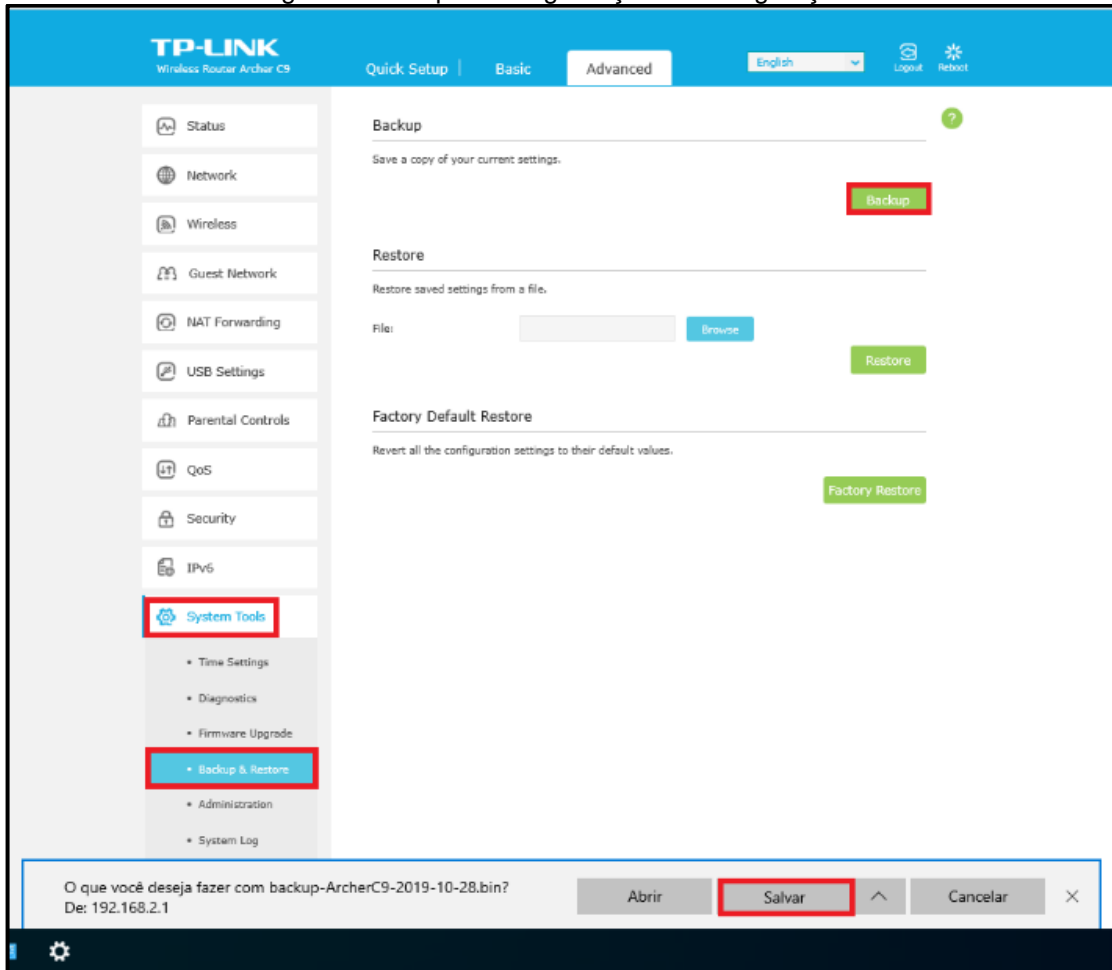 TP-LINK
Wireless Router Archer C9
Quick Setup | Basic Advanced English Logout Reboot
Status
Network
Wireless
Guest Network
NAT Forwarding
USB Settings
Parental Controls
QoS
Security
IPv6
System Tools
• Time Settings
• Diagnostics
• Firmware Upgrade
• Backup & Restore
• Administration
• System Log
Backup
?
Save a copy of your current settings.
Backup
Restore
Restore saved settings from a file.
File: Browse
Restore
Factory Default Restore
Revert all the configuration settings to their default values.
Factory Restore
O que você deseja fazer com backup-ArcherC9-2019-10-28.bin?
De: 192.168.2.1
Abrir Salvar Cancelar